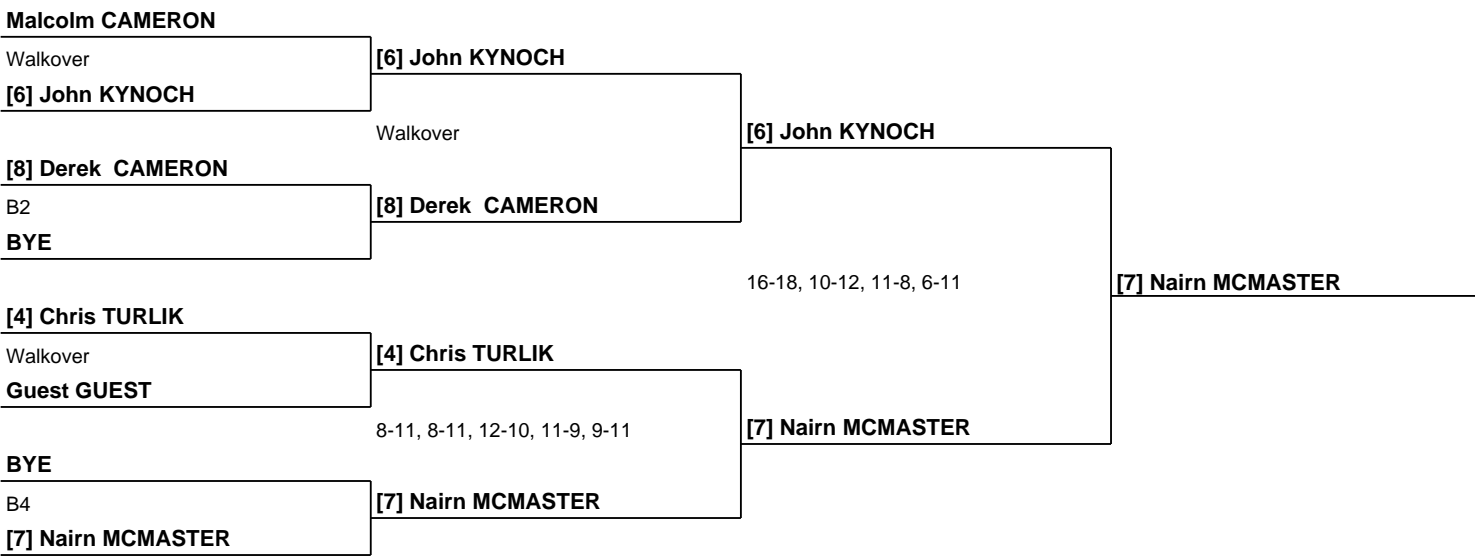 Malcolm CAMERON
Walkover
[6] John KYNOCH
[6] John KYNOCH
Walkover
[6] John KYNOCH
[8] Derek  CAMERON
B2
[8] Derek  CAMERON
BYE
16-18, 10-12, 11-8, 6-11
[7] Nairn MCMASTER
[4] Chris TURLIK
Walkover
[4] Chris TURLIK
Guest GUEST
8-11, 8-11, 12-10, 11-9, 9-11
[7] Nairn MCMASTER
BYE
B4
[7] Nairn MCMASTER
[7] Nairn MCMASTER